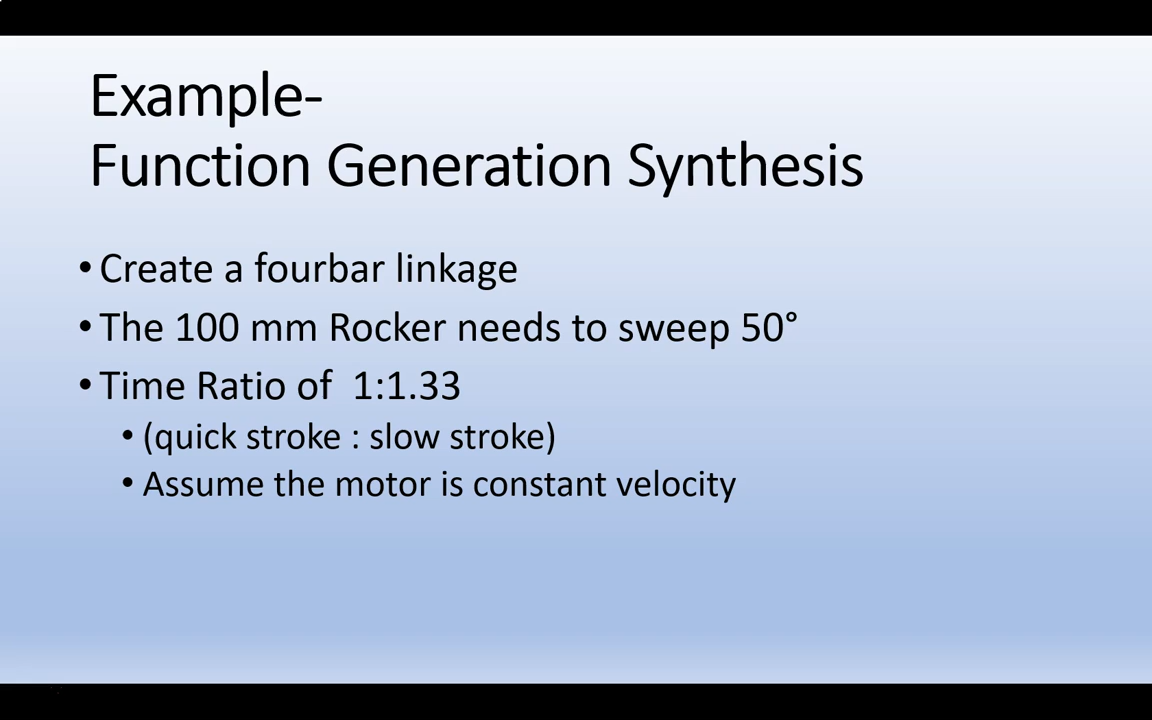 Example-
Function Generation Synthesis
• Create a fourbar linkage
• The 100 mm Rocker needs to sweep 50°
• Time Ratio of  1:1.33
• (quick stroke : slow stroke)
• Assume the motor is constant velocity